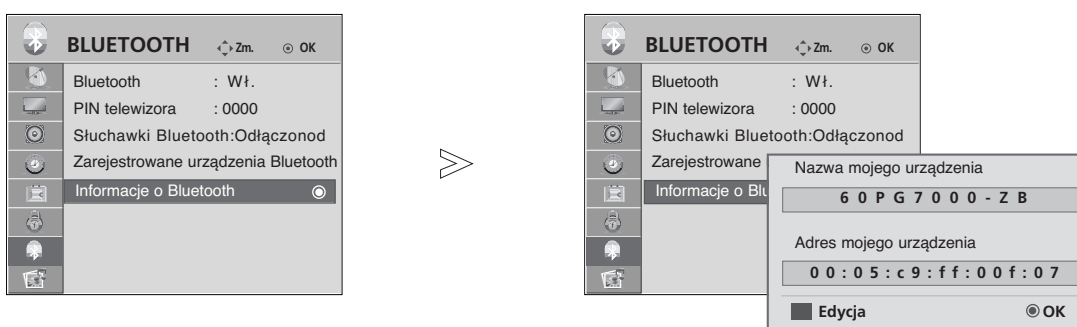 BLUETOOTH Zm. OK
Bluetooth : Wł.
PIN telewizora : 0000
Słuchawki Bluetooth:Odłączonod
Zarejestrowane urządzenia Bluetooth
Informacje o Bluetooth
BLUETOOTH Zm. OK
Bluetooth : Wł.
PIN telewizora : 0000
Słuchawki Bluetooth:Odłączonod
Zarejestrowane
Informacje o Blu
Nazwa mojego urządzenia
60PG7000-ZB
Adres mojego urządzenia
00:05:c9:ff:00f:07
Edycja OK